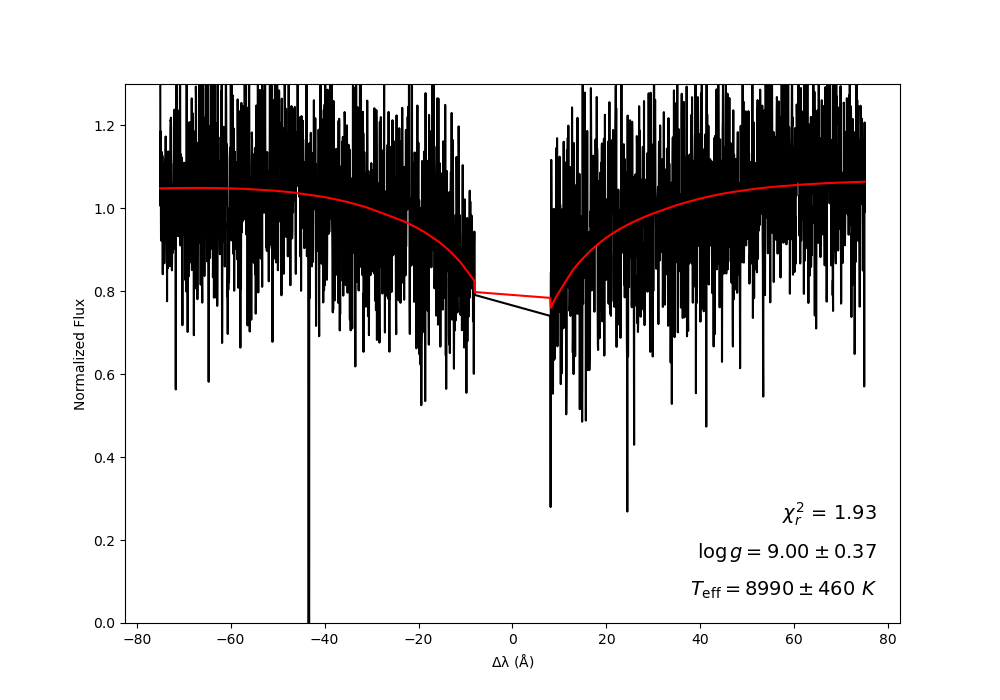 Normalized Flux
1.2
1.0
0.8
0.6
0.4
0.2
0.0
χ²ᵣ = 1.93
log g = 9.00 ± 0.37
T_eff = 8990 ± 460 K
−80 −60 −40 −20 0 20 40 60 80
Δλ (Å)